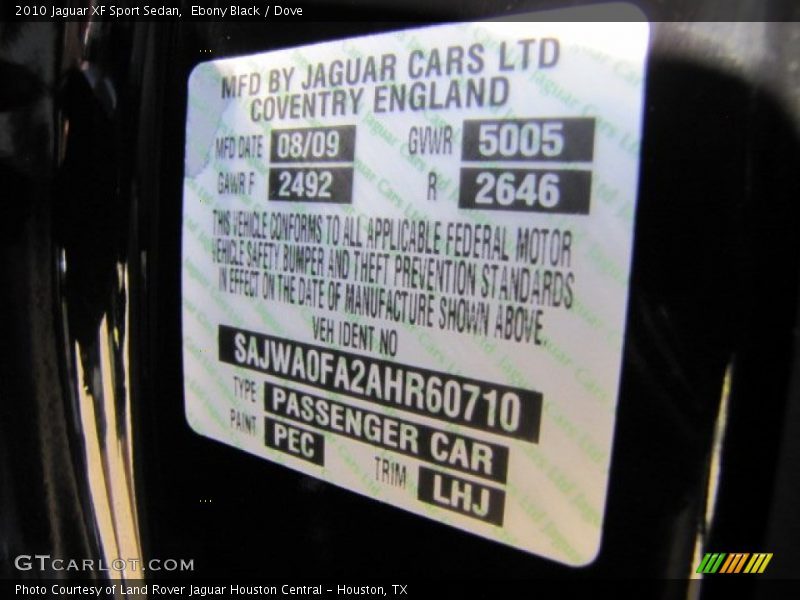 2010 Jaguar XF Sport Sedan,  Ebony Black / Dove
MFD BY JAGUAR CARS LTD
COVENTRY ENGLAND
MFD DATE 08/09 GVWR 5005
GAWR F 2492 R 2646
THIS VEHICLE CONFORMS TO ALL APPLICABLE FEDERAL MOTOR
VEHICLE SAFETY BUMPER AND THEFT PREVENTION STANDARDS
IN EFFECT ON THE DATE OF MANUFACTURE SHOWN ABOVE.
VEH IDENT NO
SAJWA0FA2AHR60710
TYPE PASSENGER CAR
PAINT PEC TRIM LHJ
GTCARLOT.COM
Photo Courtesy of Land Rover Jaguar Houston Central - Houston, TX